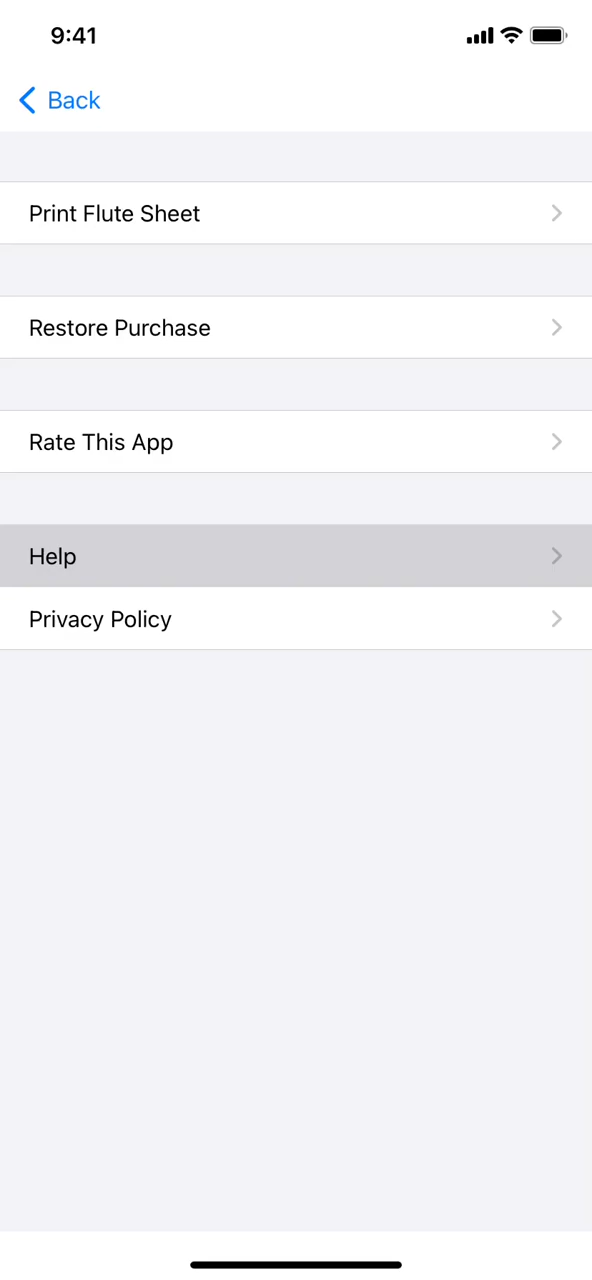 9:41
Back
Print Flute Sheet
Restore Purchase
Rate This App
Help
Privacy Policy